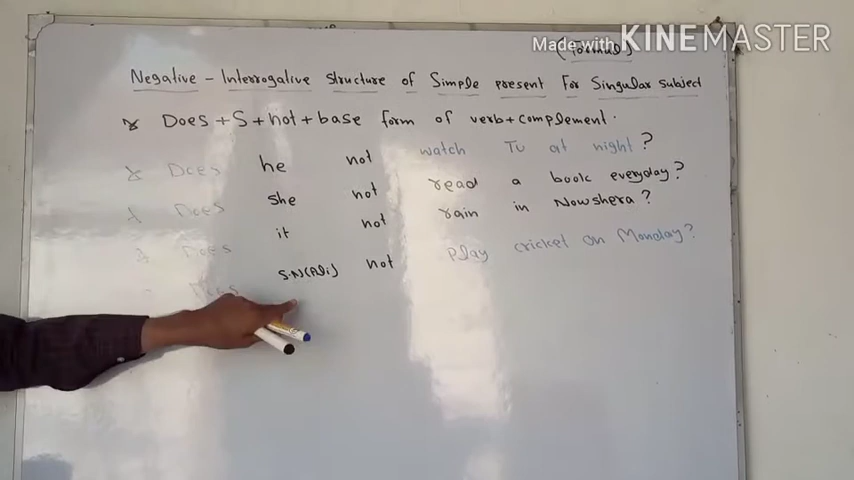 Made with KINEMASTER
(Formal)
Negative - Interrogative structure of Simple present For Singular subject
Does + S + not + base form of verb + complement.
Does he not watch TV at night?
Does she not read a book everyday?
Does it not rain in Nowshera?
Does S.N(Ali) not play cricket on Monday?